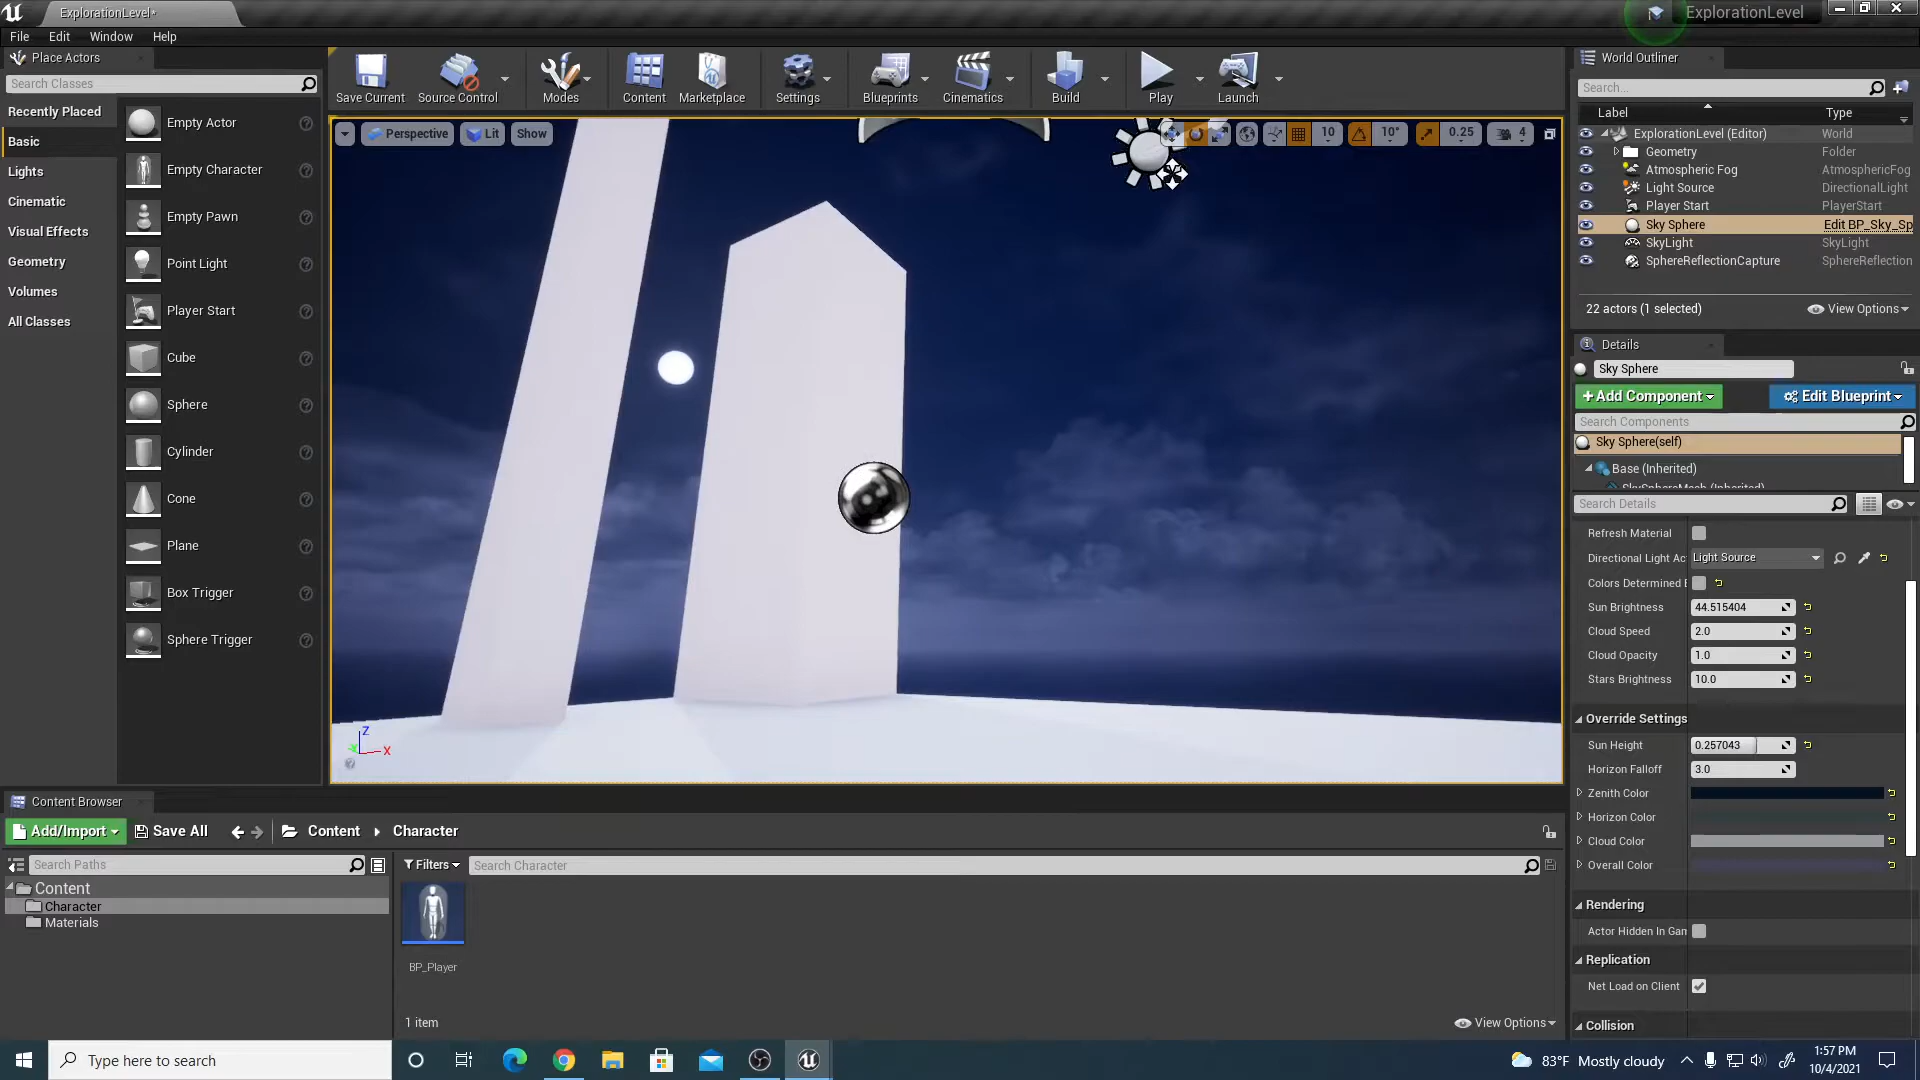 ExplorationLevel*
ExplorationLevel
File Edit Window Help
Place Actors
Search Classes
Recently Placed
Basic
Lights
Cinematic
Visual Effects
Geometry
Volumes
All Classes
Empty Actor
Empty Character
Empty Pawn
Point Light
Player Start
Cube
Sphere
Cylinder
Cone
Plane
Box Trigger
Sphere Trigger
Save Current Source Control Modes Content Marketplace Settings Blueprints Cinematics Build Play Launch
Perspective Lit Show 10 10° 0.25 4
Z
X
World Outliner
Search...
Label Type
ExplorationLevel (Editor) World
Geometry Folder
Atmospheric Fog AtmosphericFog
Light Source DirectionalLight
Player Start PlayerStart
Sky Sphere Edit BP_Sky_Sp
SkyLight SkyLight
SphereReflectionCapture SphereReflection
22 actors (1 selected) View Options
Details
Sky Sphere
+Add Component Edit Blueprint
Search Components
Sky Sphere(self)
Base (Inherited)
SkySphereMesh (Inherited)
Search Details
Refresh Material
Directional Light Ac Light Source
Colors Determined
Sun Brightness 44.515404
Cloud Speed 2.0
Cloud Opacity 1.0
Stars Brightness 10.0
Override Settings
Sun Height 0.257043
Horizon Falloff 3.0
Zenith Color
Horizon Color
Cloud Color
Overall Color
Rendering
Actor Hidden In Gam
Replication
Net Load on Client
Collision
Content Browser
Add/Import Save All Content Character
Search Paths Filters Search Character
Content
Character
Materials
BP_Player
1 item View Options
Type here to search
83°F Mostly cloudy
1:57 PM
10/4/2021